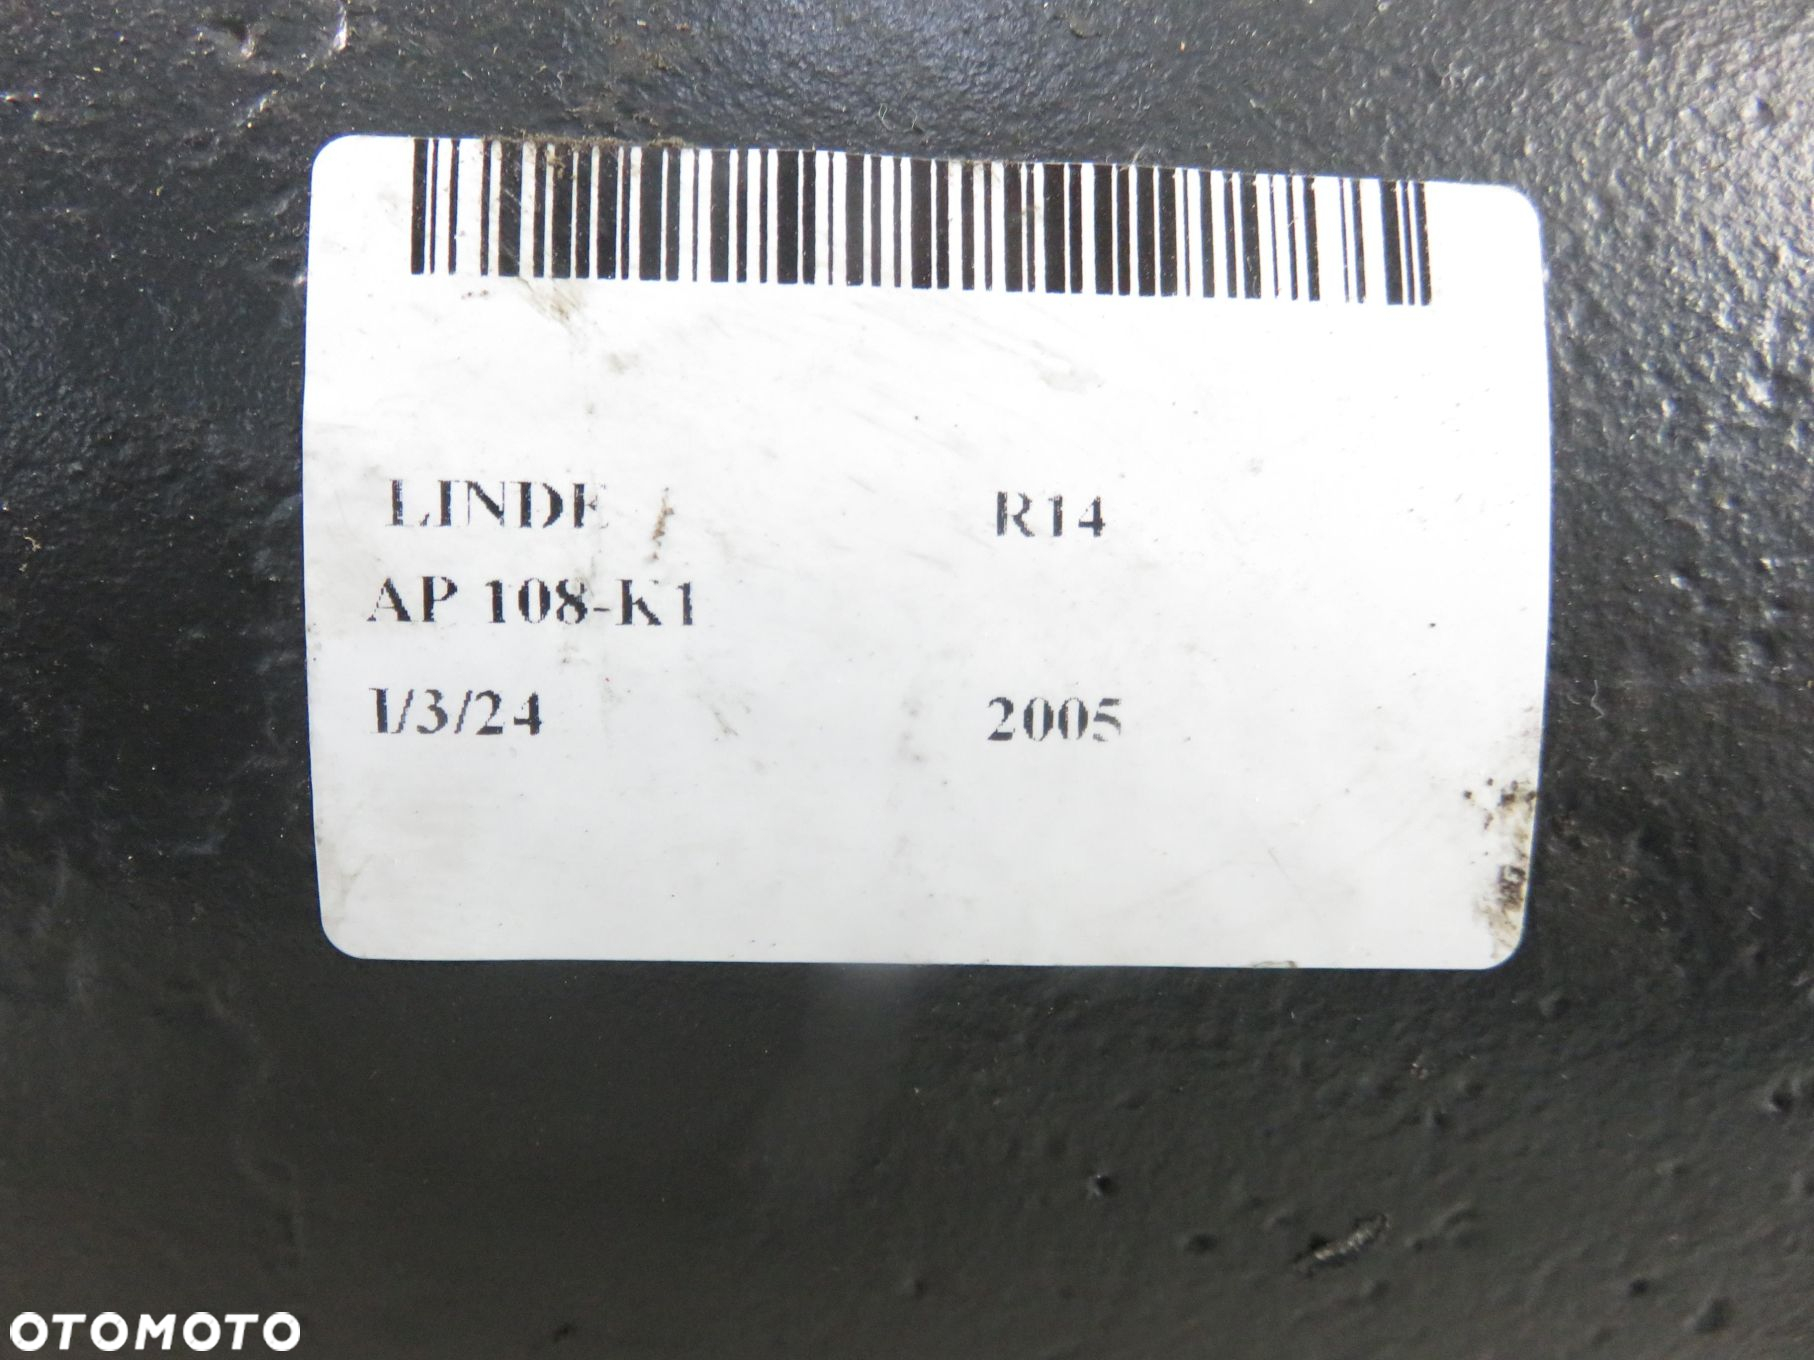 LINDE R14
AP 108-K1
I/3/24 2005
OTOMOTO